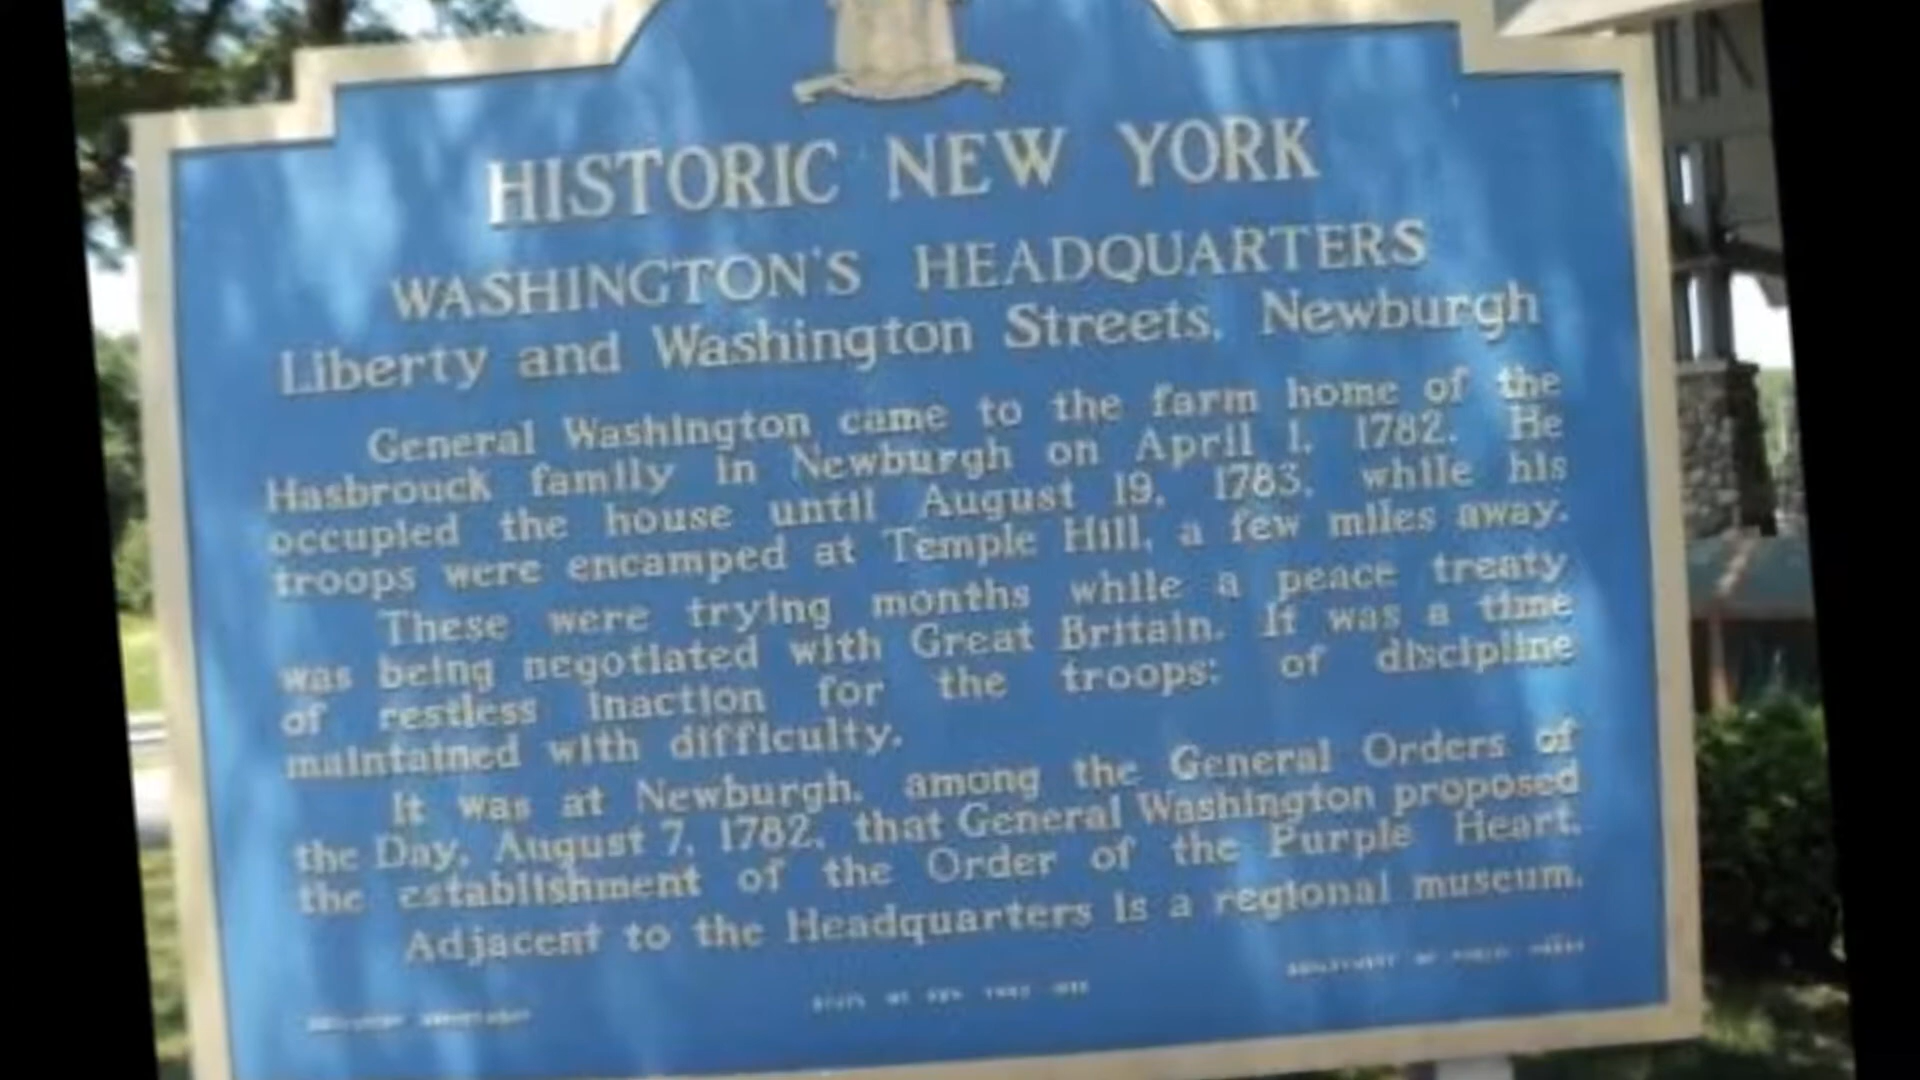 HISTORIC NEW YORK
WASHINGTON'S HEADQUARTERS
Liberty and Washington Streets, Newburgh
General Washington came to the farm home of the
Hasbrouck family in Newburgh on April 1, 1782. He
occupied the house until August 19, 1783, while his
troops were encamped at Temple Hill, a few miles away.
These were trying months while a peace treaty
was being negotiated with Great Britain. It was a time
of restless inaction for the troops; of discipline
maintained with difficulty.
It was at Newburgh, among the General Orders of
the Day, August 7, 1782, that General Washington proposed
the establishment of the Order of the Purple Heart.
Adjacent to the Headquarters is a regional museum.